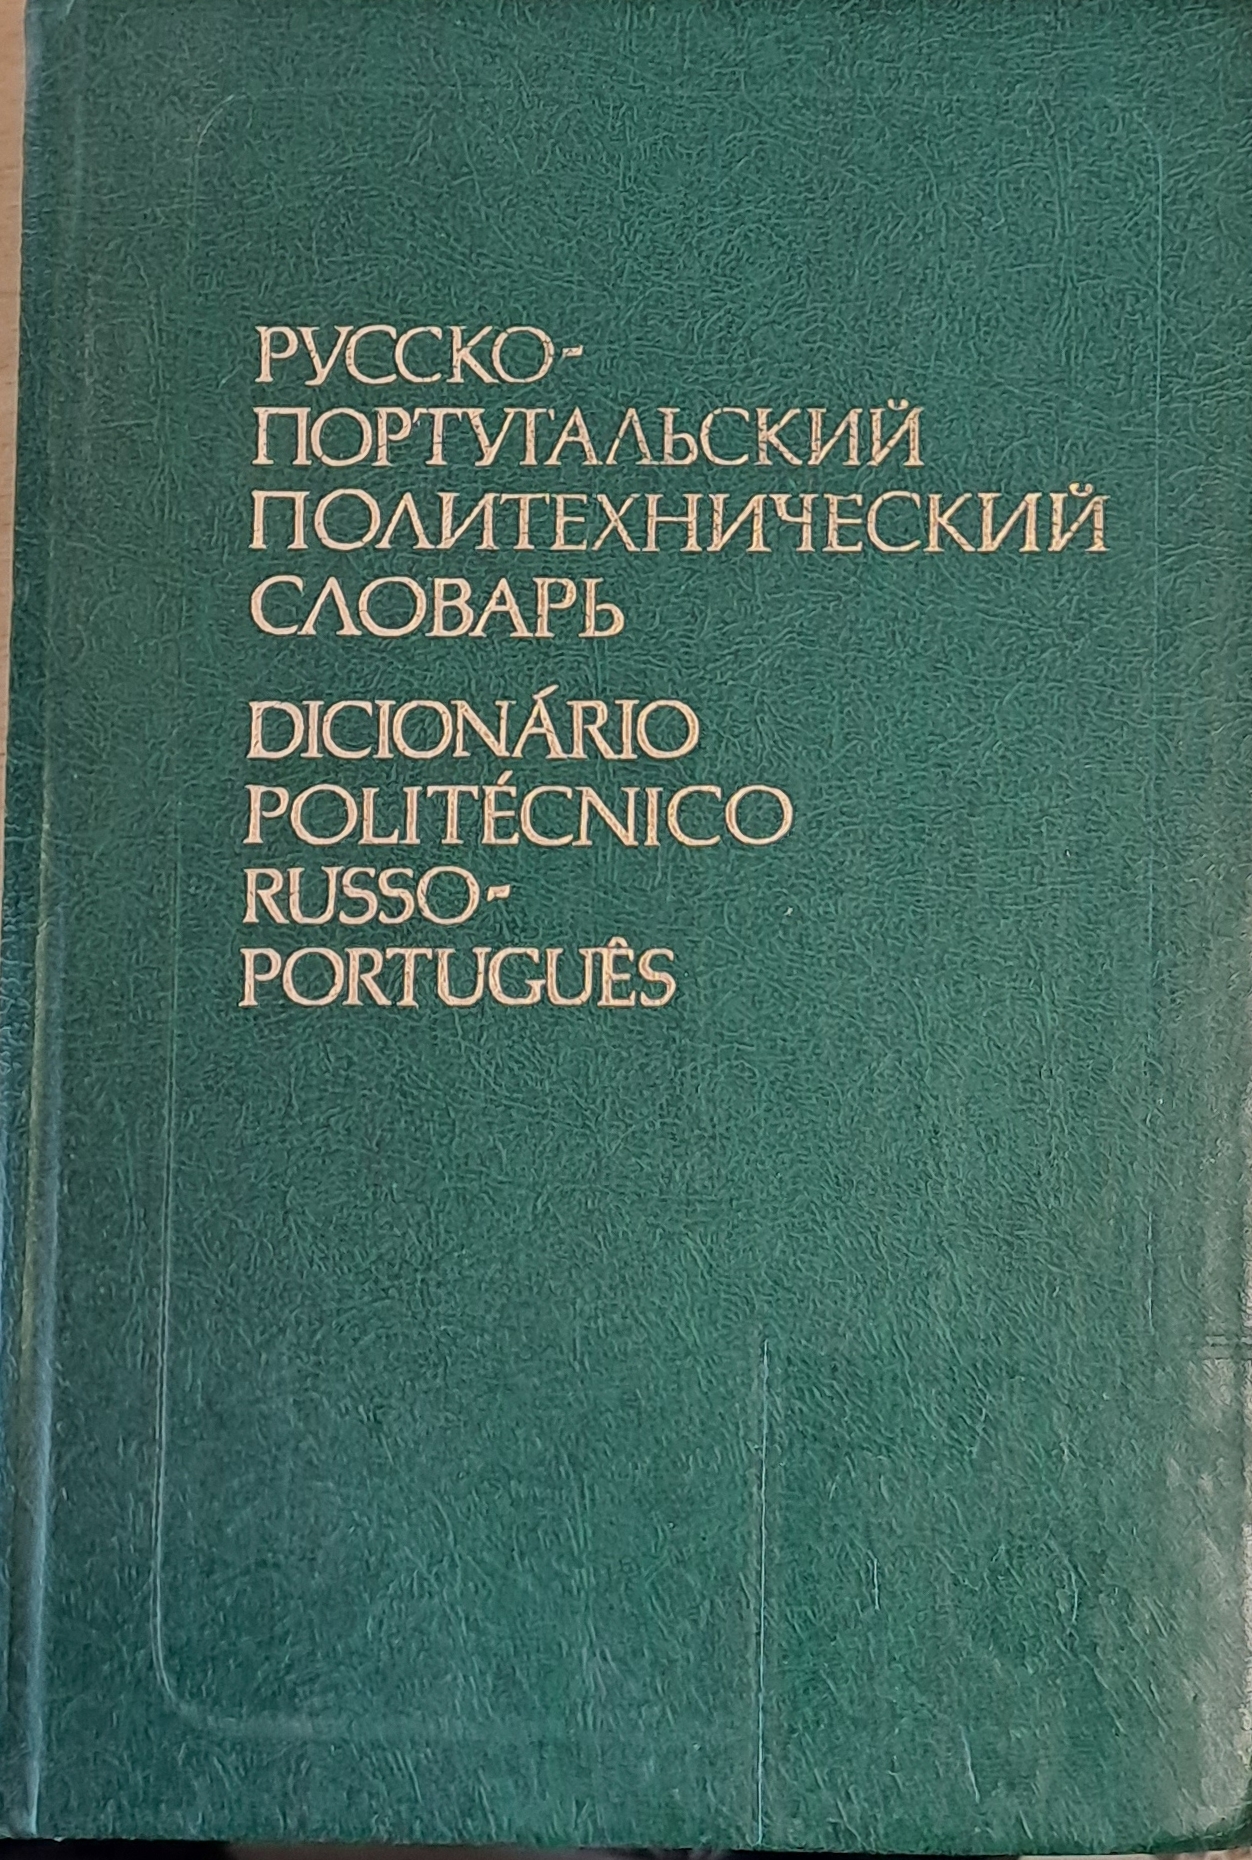 РУССКО-
ПОРТУГАЛЬСКИЙ
ПОЛИТЕХНИЧЕСКИЙ
СЛОВАРЬ
DICIONÁRIO
POLITÉCNICO
RUSSO-
PORTUGUÊS